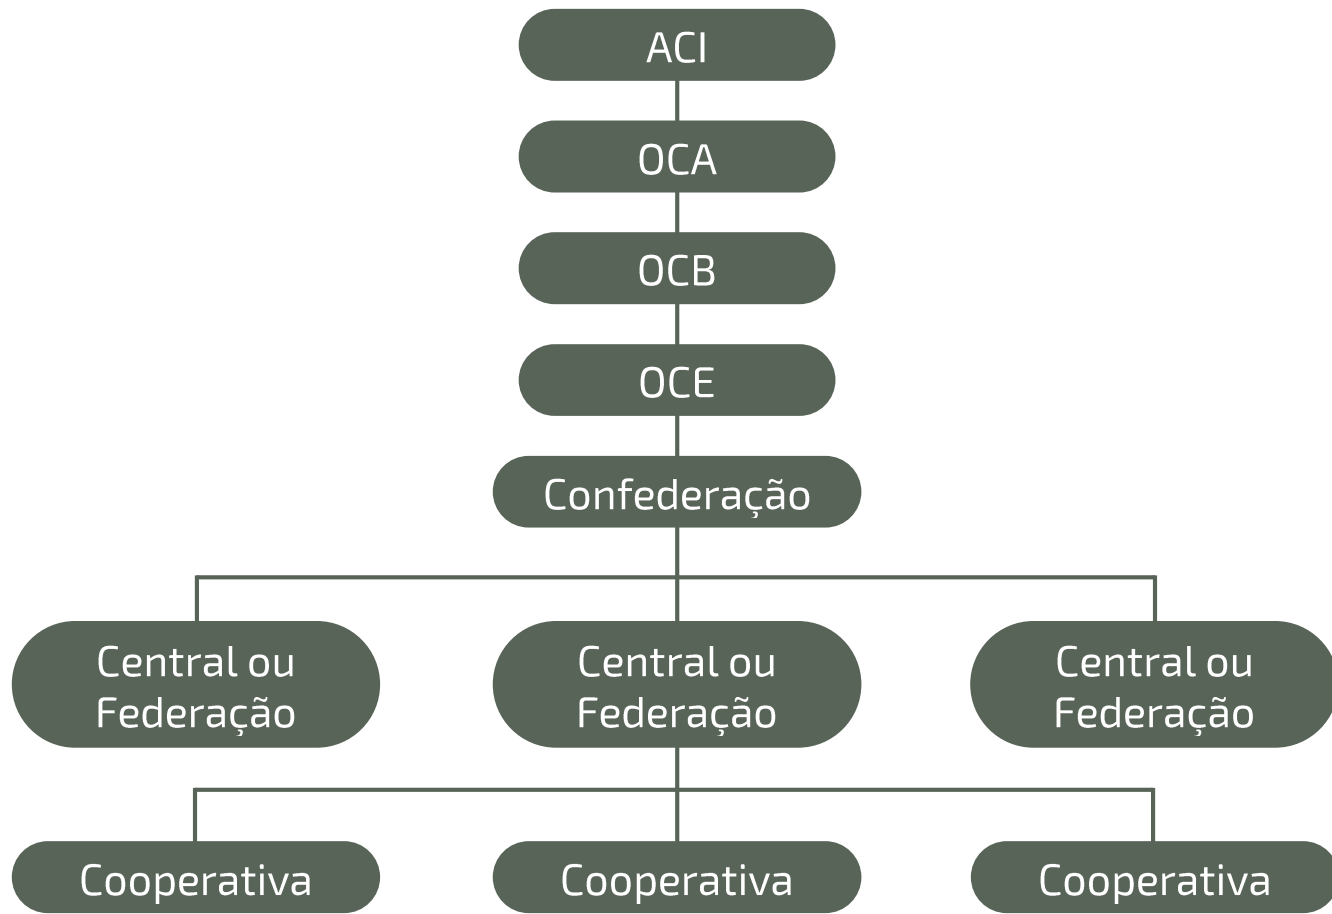 ACI
OCA
OCB
OCE
Confederação
Central ou
Federação
Central ou
Federação
Central ou
Federação
Cooperativa
Cooperativa
Cooperativa